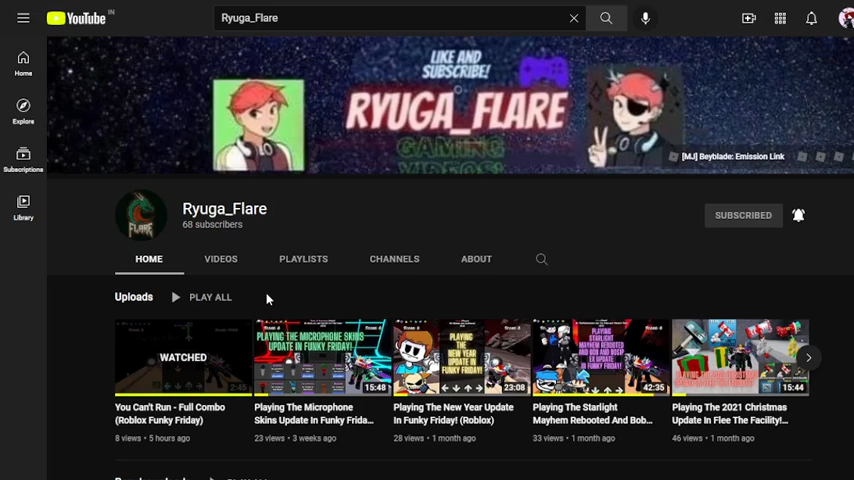 YouTube IN
Ryuga_Flare
Home
Explore
Subscriptions
Library
LIKE AND
SUBSCRIBE!
RYUGA_FLARE
GAMING
VIDEOS!
[MJ] Beyblade: Emission Link
FLARE
Ryuga_Flare
68 subscribers
SUBSCRIBED
HOME VIDEOS PLAYLISTS CHANNELS ABOUT
Uploads PLAY ALL
WATCHED
2:45
PLAYING THE MICROPHONE SKINS
UPDATE IN FUNKY FRIDAY!
15:48
PLAYING
THE
NEW YEAR
UPDATE IN
FUNKY FRIDAY!
23:08
PLAYING
STARLIGHT
MAYHEM REBOOTED
AND BOB AND BOSIP
EX UPDATE
IN FUNKY FRIDAY!
42:35
15:44
You Can't Run - Full Combo
(Roblox Funky Friday)
8 views • 5 hours ago
Playing The Microphone
Skins Update In Funky Frida...
23 views • 3 weeks ago
Playing The New Year Update
In Funky Friday! (Roblox)
28 views • 1 month ago
Playing The Starlight
Mayhem Rebooted And Bob...
33 views • 1 month ago
Playing The 2021 Christmas
Update In Flee The Facility!...
46 views • 1 month ago